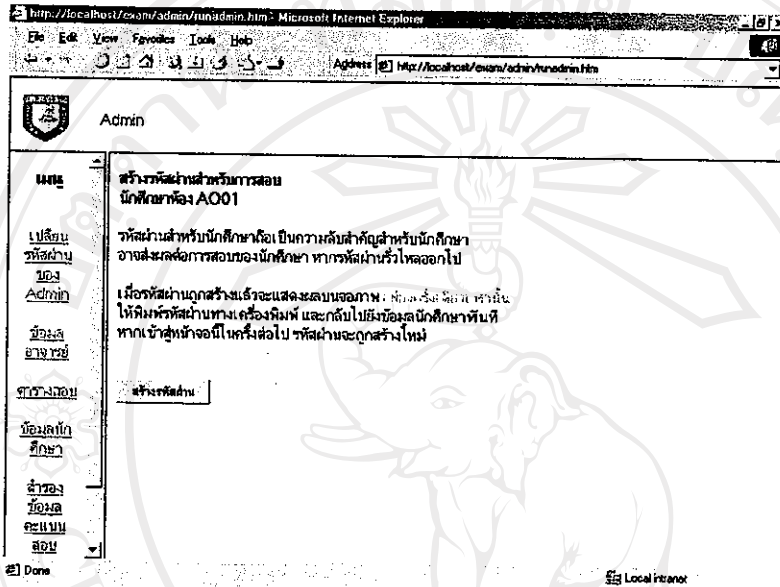 http://localhost/exam/admin/runadmin.htm - Microsoft Internet Explorer
File Edit View Favorites Tools Help
Address http://localhost/exam/admin/runadmin.htm
Admin
เมนู
เปลี่ยน
รหัสผ่าน
ของ
Admin
ข้อมูล
อาจารย์
ตารางสอบ
ข้อมูลนัก
ศึกษา
สำรอง
ข้อมูล
คะแนน
สอบ
สร้างรหัสผ่านสำหรับการสอบ
นักศึกษาห้อง AO01
รหัสผ่านสำหรับนักศึกษาถือเป็นความลับสำคัญสำหรับนักศึกษา
อาจส่งผลต่อการสอบของนักศึกษา หากรหัสผ่านรั่วไหลออกไป
เมื่อรหัสผ่านถูกสร้างแล้วจะแสดงผลบนจอภาพ เท่านั้น
ให้พิมพ์รหัสผ่านทางเครื่องพิมพ์ และกลับไปยังข้อมูลนักศึกษาทันที
หากเข้าสู่หน้าจอนี้ในครั้งต่อไป รหัสผ่านจะถูกสร้างใหม่
สร้างรหัสผ่าน
Done
Local intranet